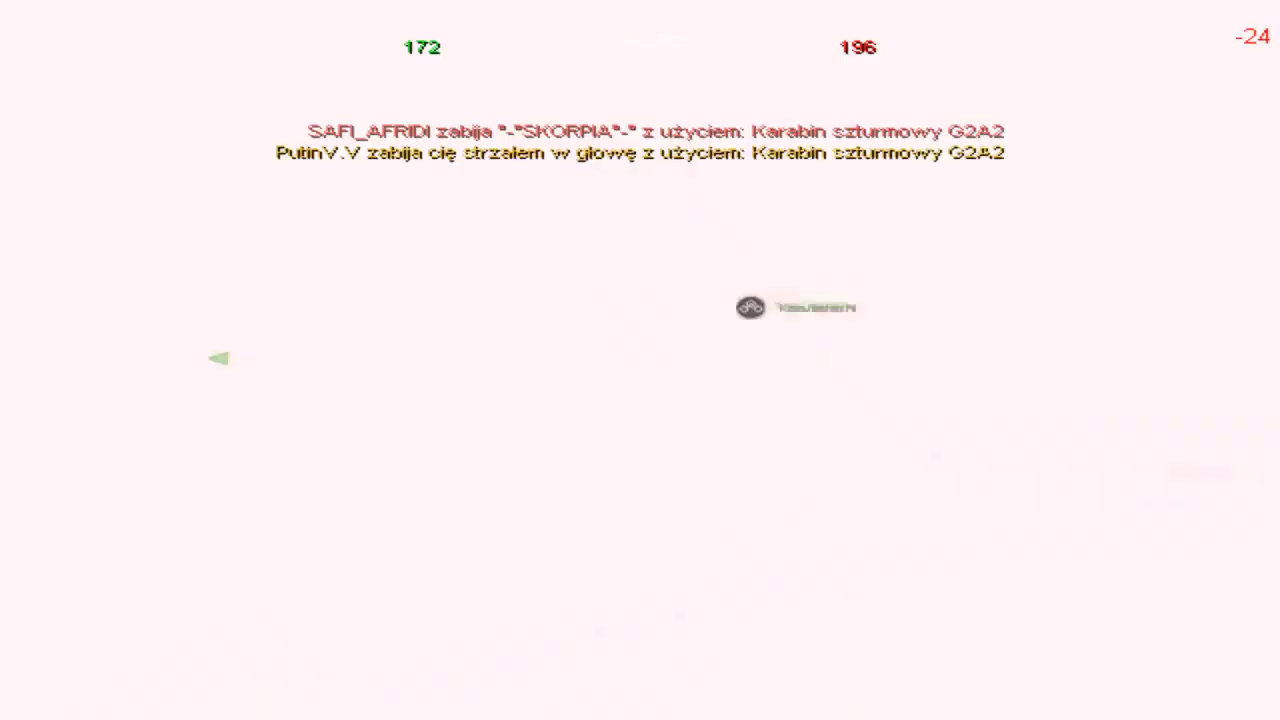 172 196 -24
SAFI_AFRIDI zabija "-"SKORPIA"-" z użyciem: Karabin szturmowy G2A2
PutinV.V zabija cię strzałem w głowę z użyciem: Karabin szturmowy G2A2